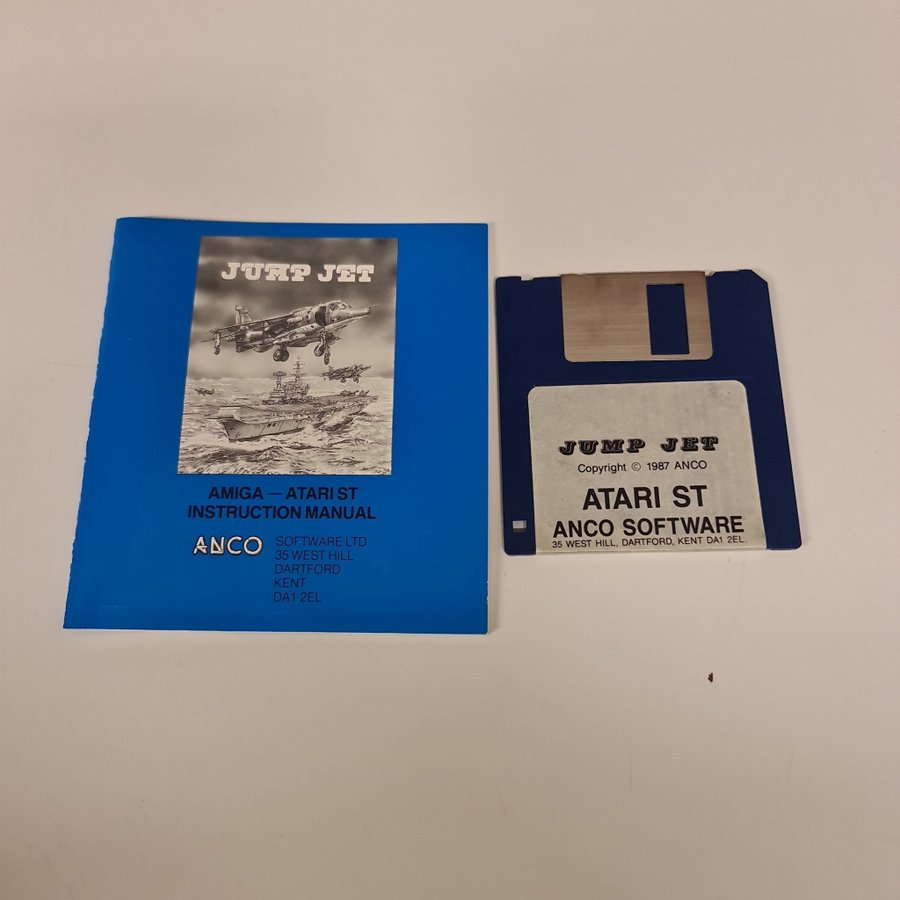 JUMP JET
AMIGA — ATARI ST
INSTRUCTION MANUAL
ANCO
SOFTWARE LTD
35 WEST HILL
DARTFORD
KENT
DA1 2EL
JUMP JET
Copyright © 1987 ANCO
ATARI ST
ANCO SOFTWARE
35 WEST HILL, DARTFORD, KENT DA1 2EL.